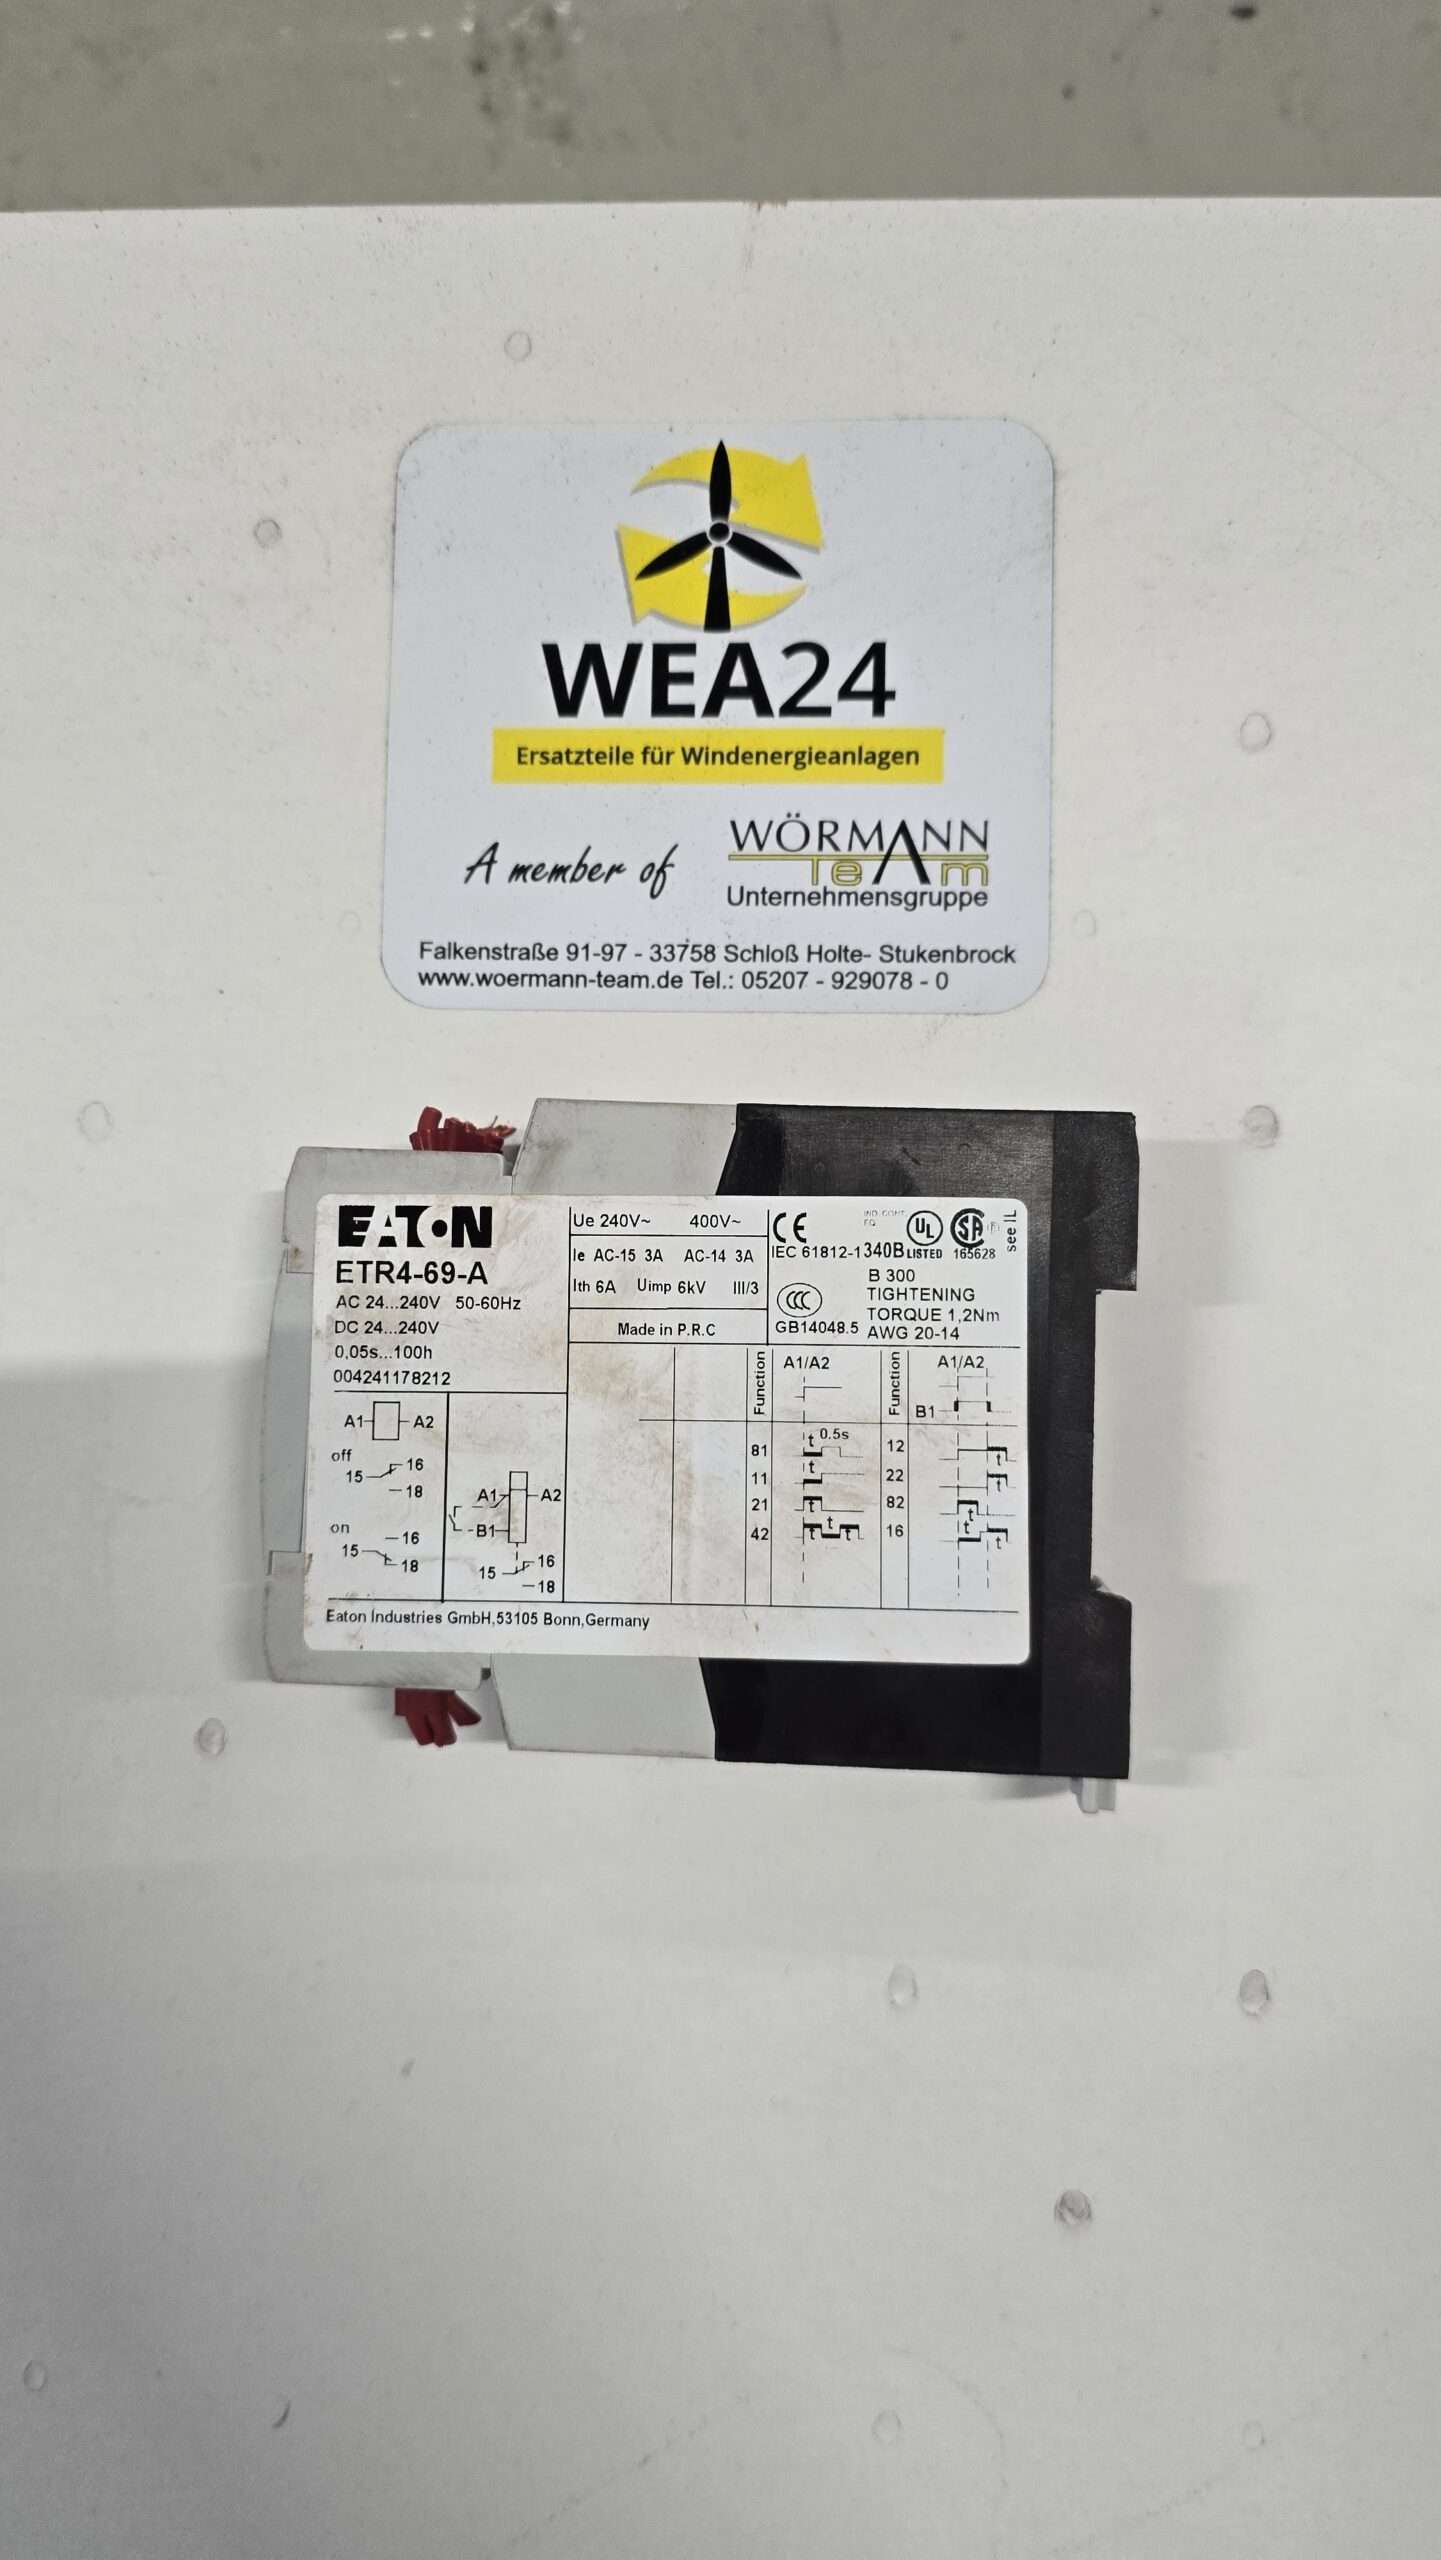 WEA24
Ersatzteile für Windenergieanlagen
A member of
WÖRMANN
TeAm
Unternehmensgruppe
Falkenstraße 91-97 - 33758 Schloß Holte- Stukenbrock
www.woermann-team.de Tel.: 05207 - 929078 - 0
EATON
ETR4-69-A
AC 24...240V 50-60Hz
DC 24...240V
0,05s...100h
004241178212
Ue 240V~ 400V~
Ie AC-15 3A AC-14 3A
Ith 6A Uimp 6kV III/3
Made in P.R.C
CE
IND.CONT.
EQ.
UL
SA
see IL
IEC 61812-1 340B LISTED 165628
CCC
GB14048.5
B 300
TIGHTENING
TORQUE 1,2Nm
AWG 20-14
A1 A2
off
15 16
18
on
16
15
18
A1 A2
B1
15 16
18
Function A1/A2
81 t 0.5s
11 t
21 t
42 t t t
Function A1/A2
B1
12 t
22 t
82 t
16 t t
Eaton Industries GmbH,53105 Bonn,Germany